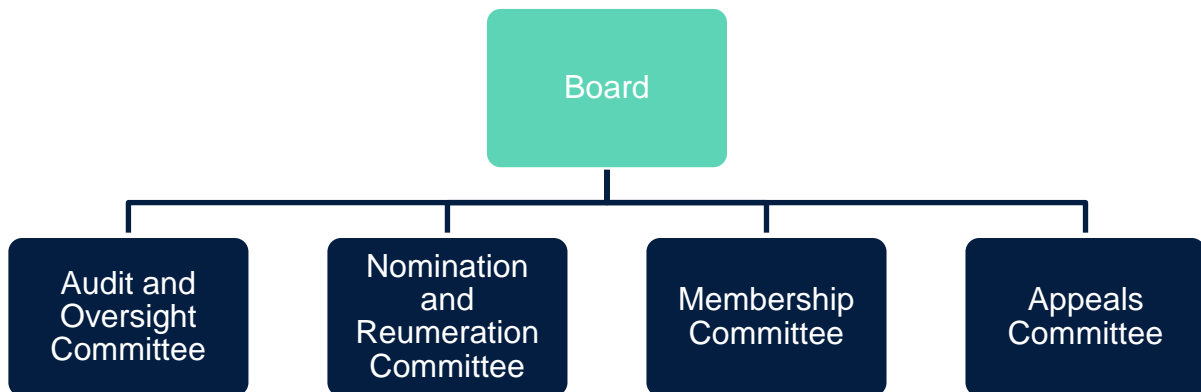 Board
Audit and
Oversight
Committee
Nomination
and
Reumeration
Committee
Membership
Committee
Appeals
Committee